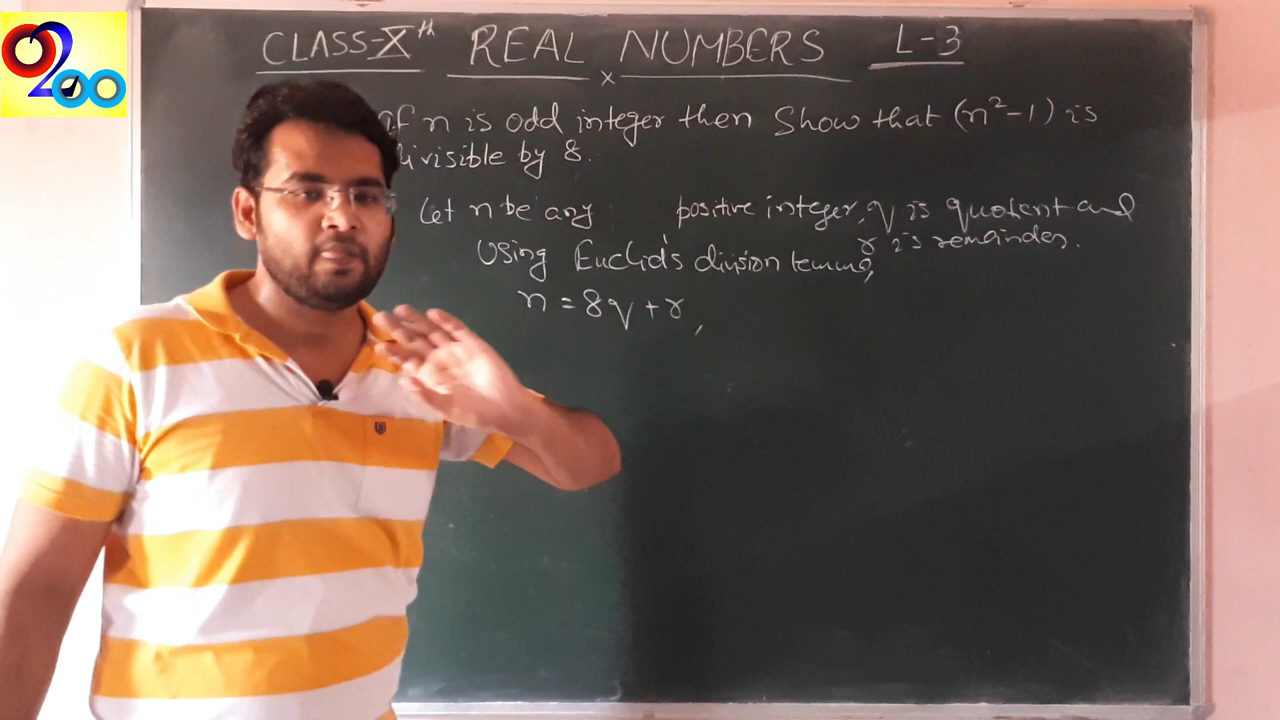 CLASS-Xth REAL NUMBERS L-3
x
If n is odd integer then show that (n²-1) is
divisible by 8.
Let n be any positive integer, q is quotient and
r is remainder.
Using Euclid's division lemma,
n = 8q + r,